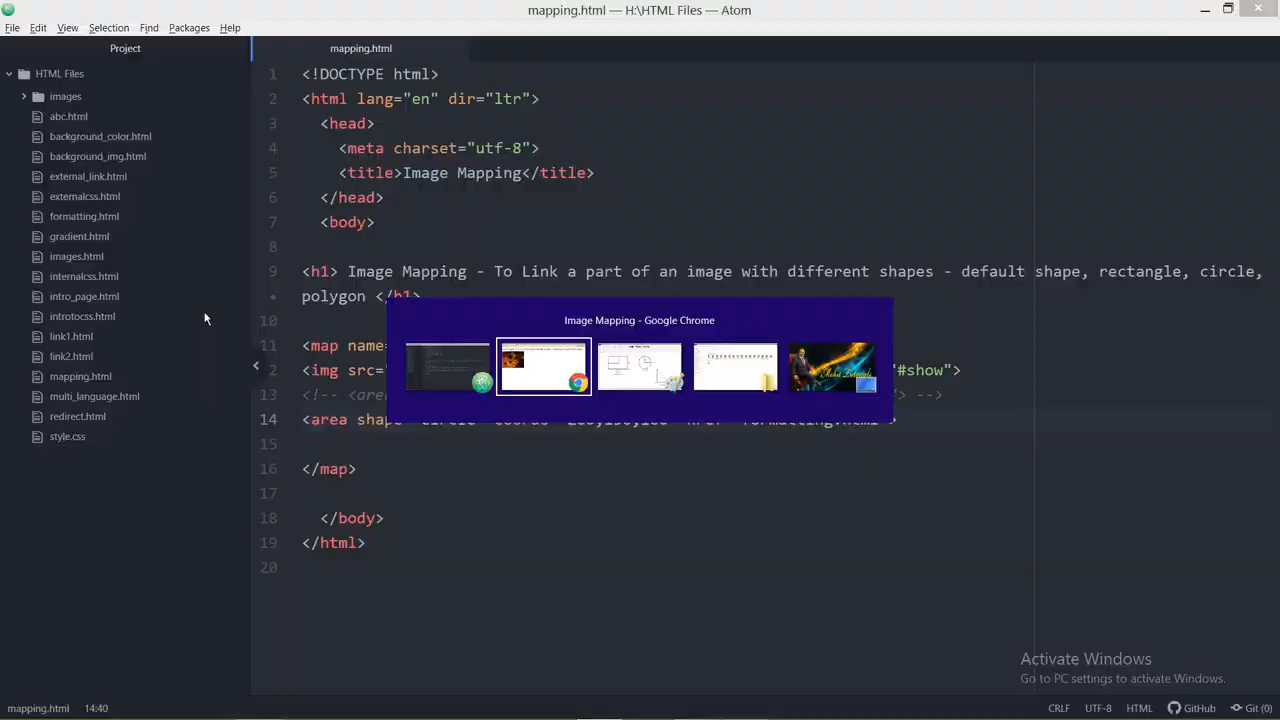 mapping.html — H:\HTML Files — Atom
File Edit View Selection Find Packages Help
Project
mapping.html
HTML Files
images
abc.html
background_color.html
background_img.html
external_link.html
externalcss.html
formatting.html
gradient.html
images.html
internalcss.html
intro_page.html
introtocss.html
link1.html
link2.html
mapping.html
multi_language.html
redirect.html
style.css
1 <!DOCTYPE html>
2 <html lang="en" dir="ltr">
3 <head>
4 <meta charset="utf-8">
5 <title>Image Mapping</title>
6 </head>
7 <body>
8
9 <h1> Image Mapping - To Link a part of an image with different shapes - default shape, rectangle, circle,
• polygon </h1>
10
11 <map name=
2 <img src= "#show">
13 <!-- <are "> -->
14 <area shape
15
16 </map>
17
18 </body>
19 </html>
20
Image Mapping - Google Chrome
Mohit Tutorials
Activate Windows
Go to PC settings to activate Windows.
mapping.html 14:40
CRLF UTF-8 HTML GitHub Git (0)